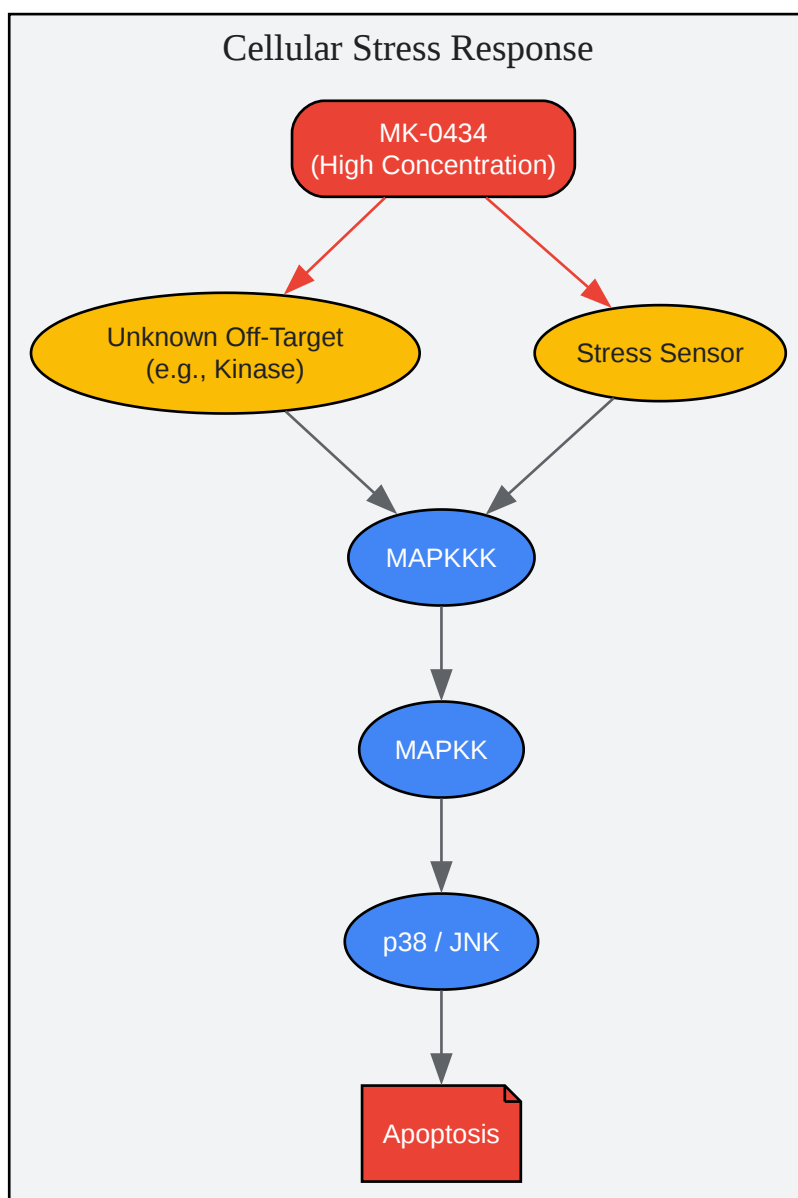 Cellular Stress Response
MK-0434
(High Concentration)
Unknown Off-Target
(e.g., Kinase)
Stress Sensor
MAPKKK
MAPKK
p38 / JNK
Apoptosis